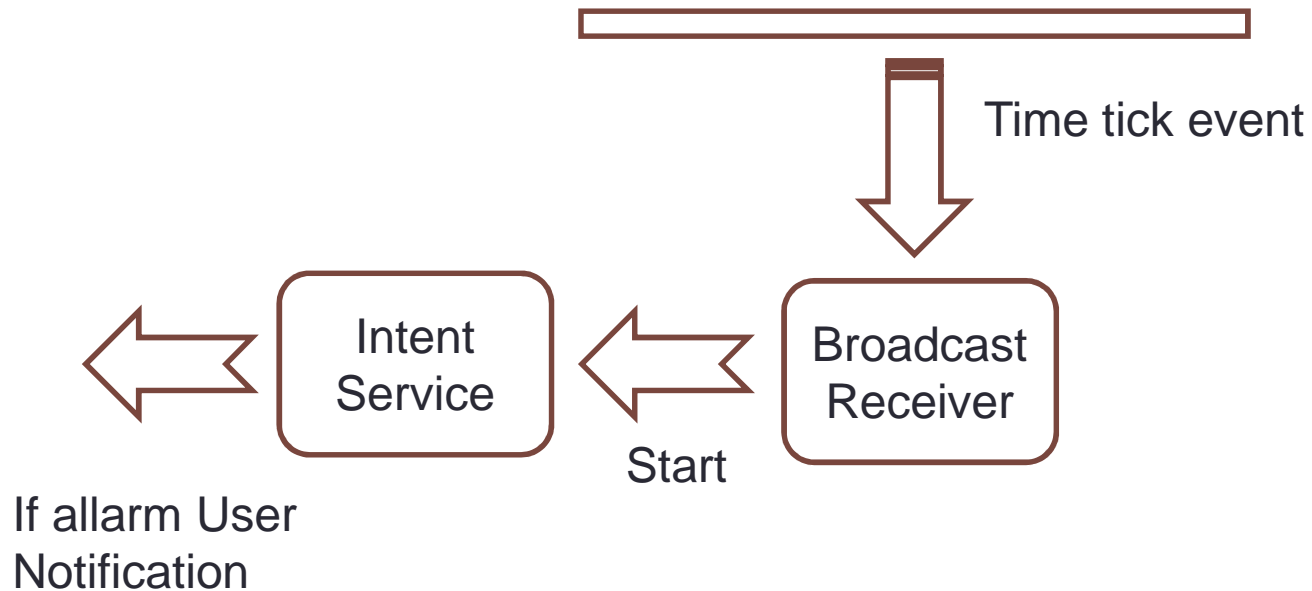 Time tick event
Intent
Service
Broadcast
Receiver
Start
If allarm User
Notification